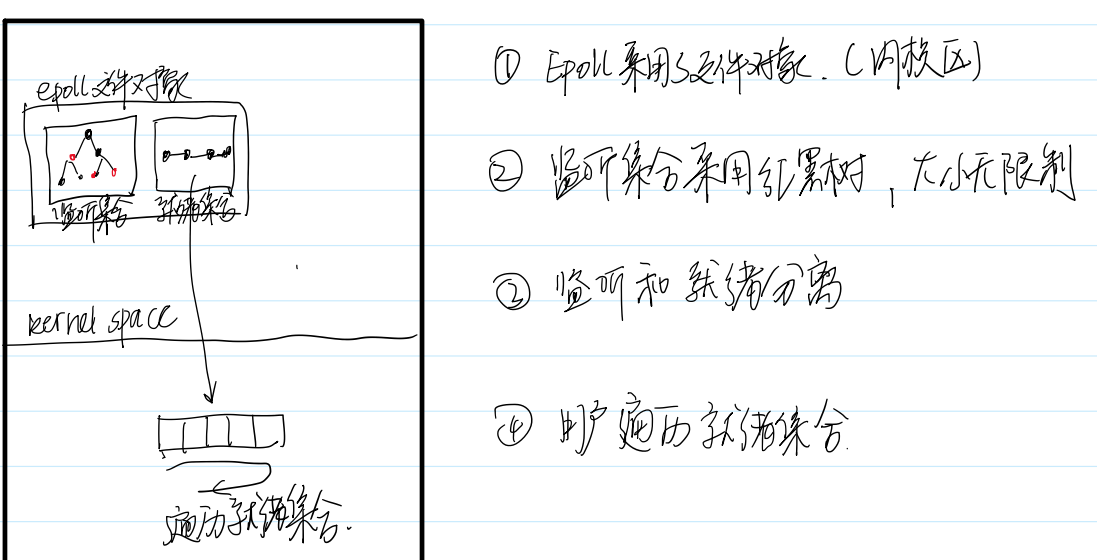 epoll文件对象
监听集合 就绪集合
kernel space
遍历就绪集合.
① Epoll采用了文件对象.(内核区)
② 监听集合采用红黑树,大小无限制
③ 监听和就绪分离
④ 用户遍历就绪集合.